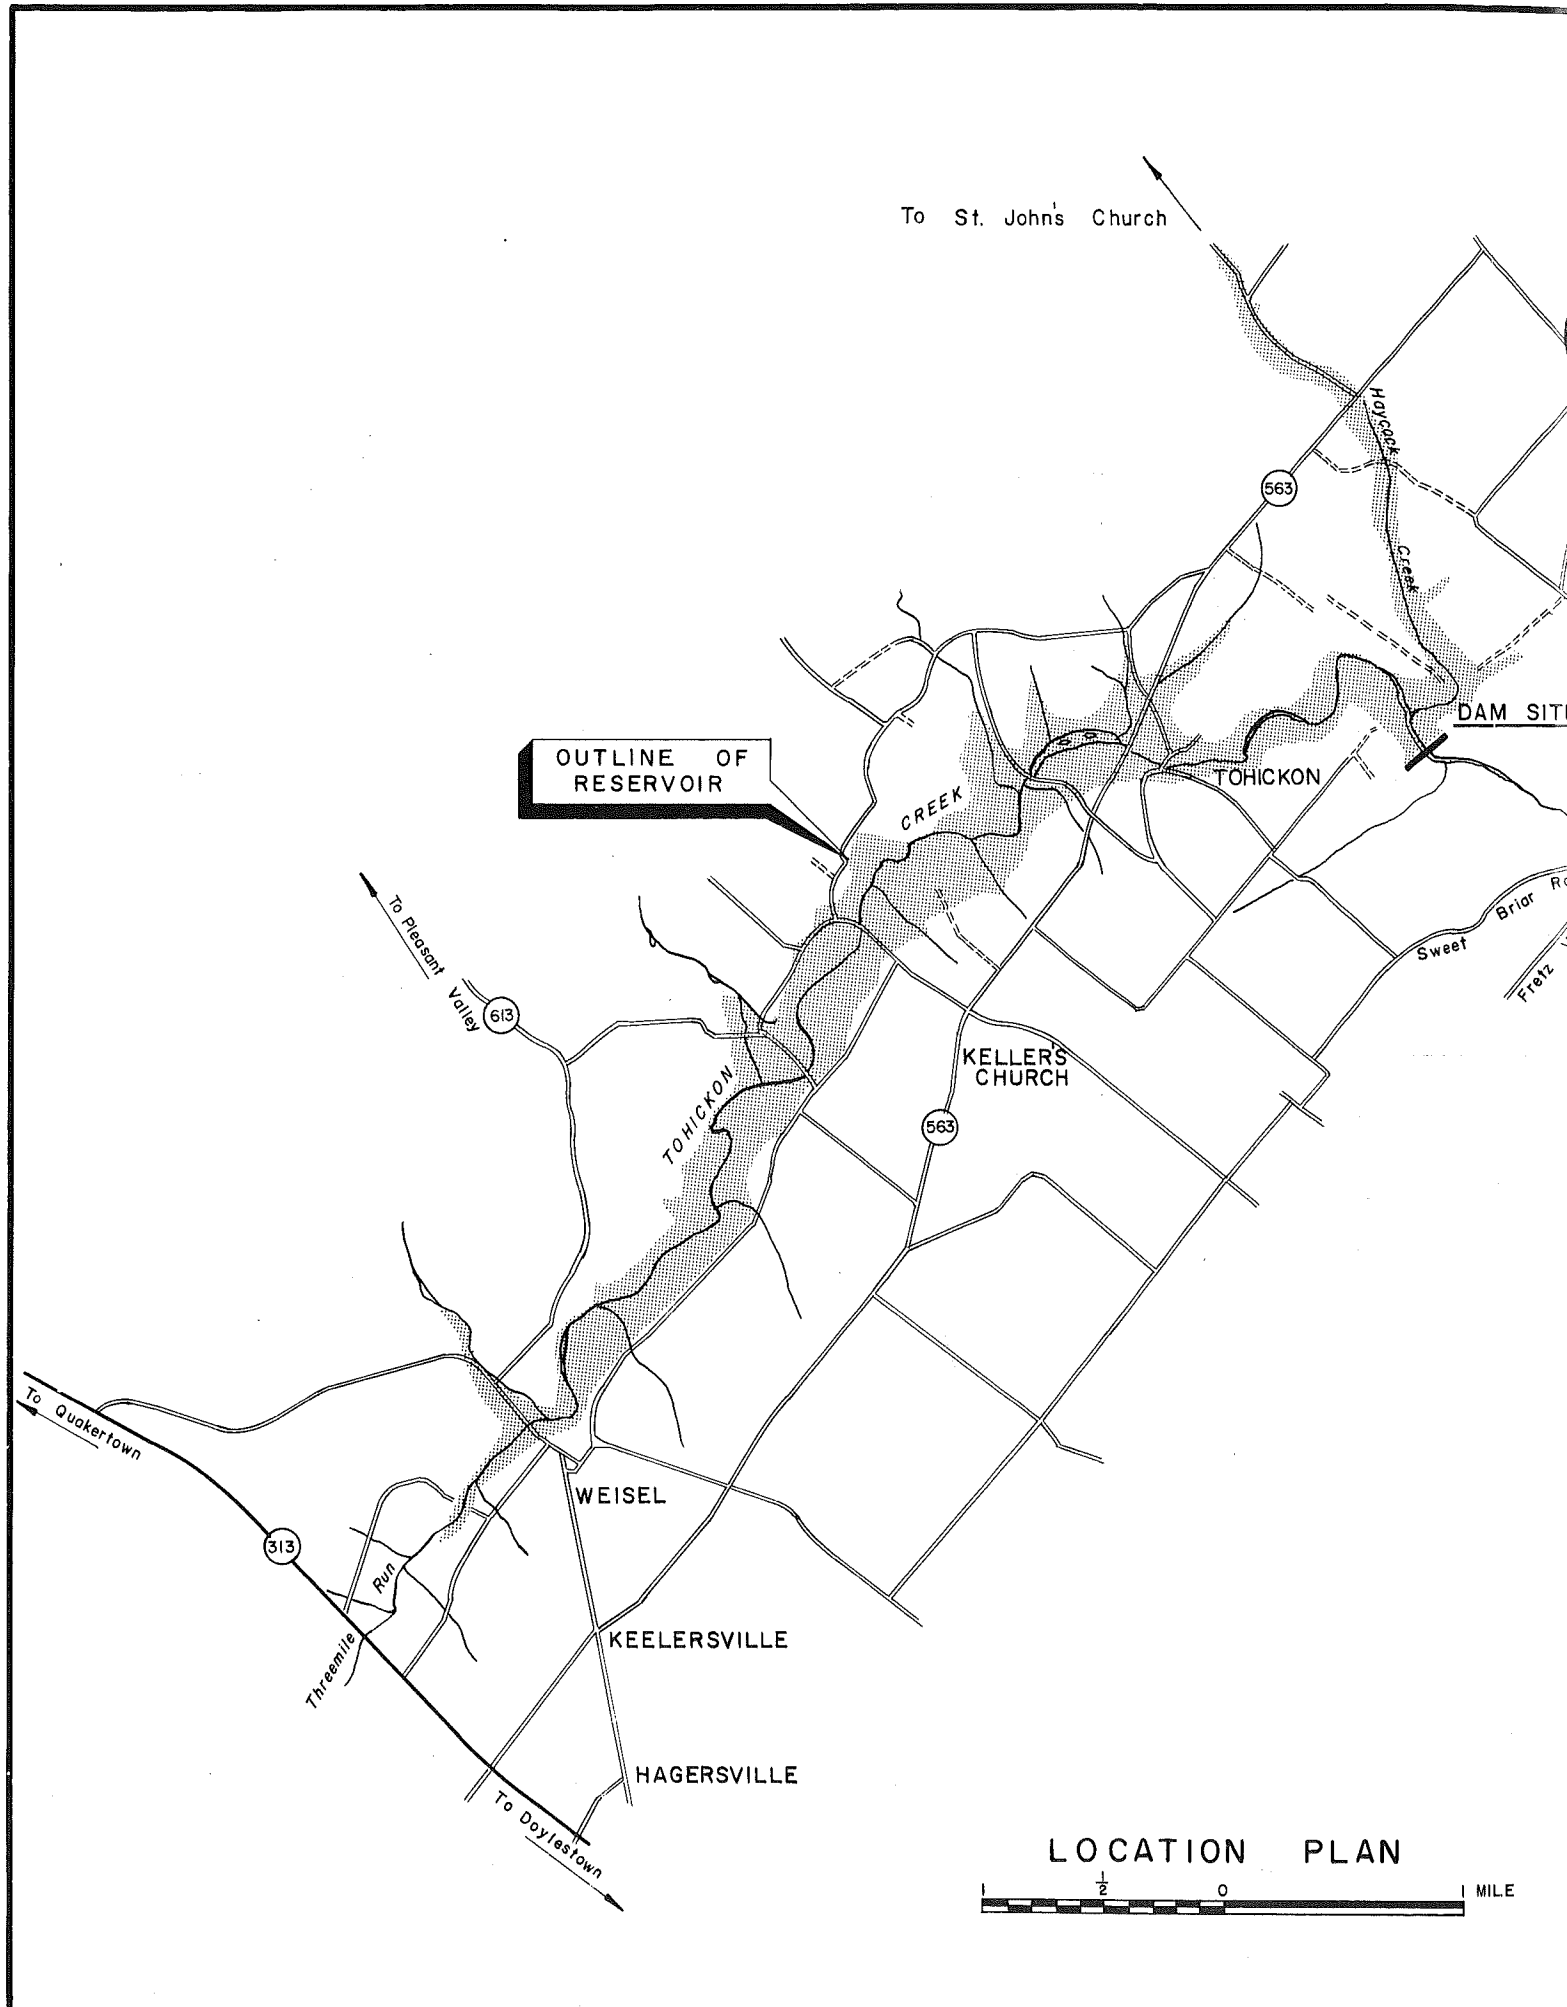 To St. John's Church
Haycock
Creek
563
DAM SIT
OUTLINE OF
RESERVOIR
TOHICKON
CREEK
To Pleasant Valley
613
Sweet Briar
Fretz
KELLER'S
CHURCH
563
TOHICKON
To Quakertown
WEISEL
313
Run
Threemile
KEELERSVILLE
HAGERSVILLE
To Doylestown
LOCATION PLAN
1 ½ 0 1 MILE